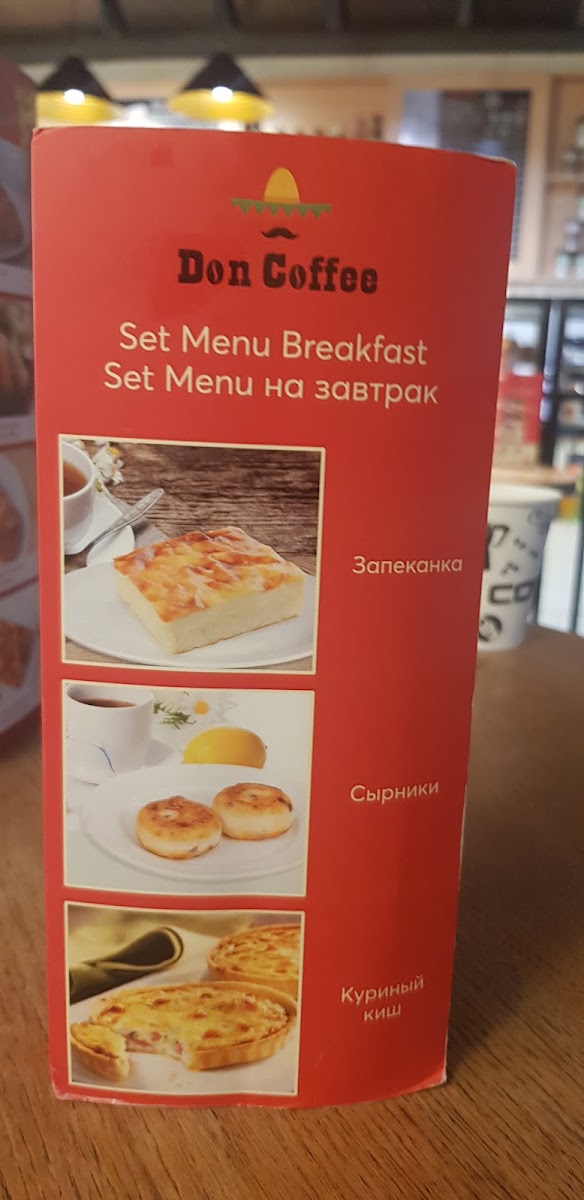 Don Coffee
Set Menu Breakfast
Set Menu на завтрак
Запеканка
Сырники
Куриный
киш